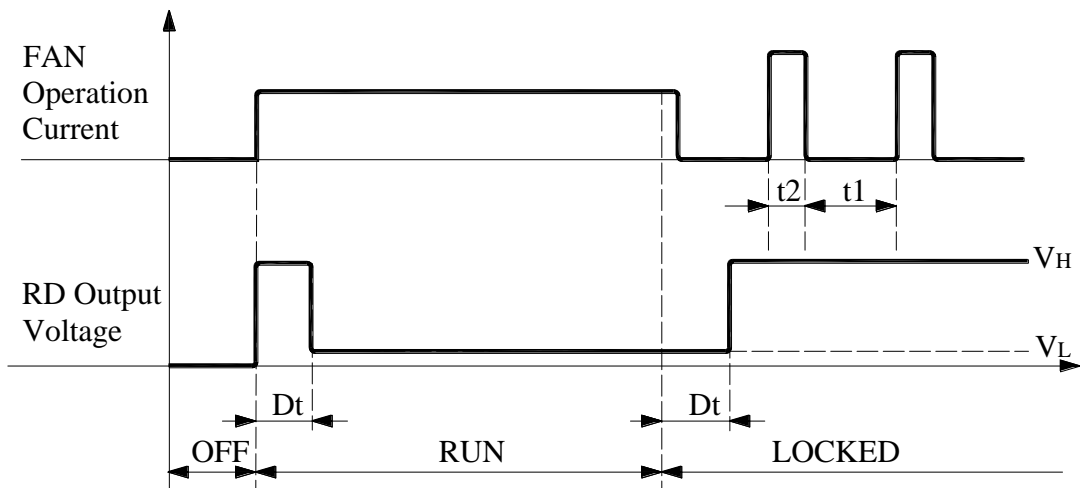 FAN
Operation
Current
t2
t1
VH
RD Output
Voltage
VL
Dt
Dt
OFF
RUN
LOCKED